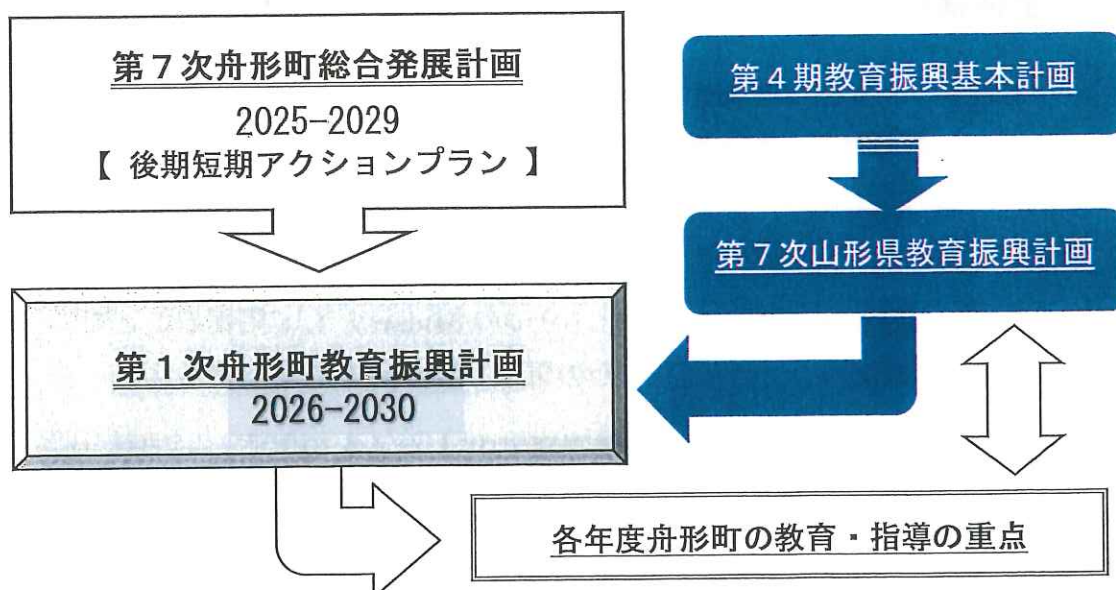 第７次舟形町総合発展計画
2025-2029
【 後期短期アクションプラン 】
第４期教育振興基本計画
第７次山形県教育振興計画
第１次舟形町教育振興計画
2026-2030
各年度舟形町の教育・指導の重点